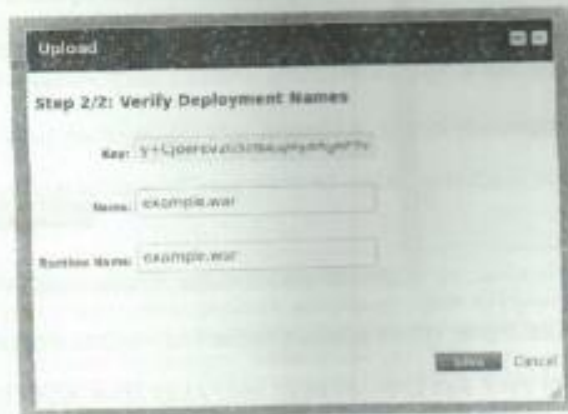 Upload
Step 2/2: Verify Deployment Names
Key:
Name: example.war
Runtime Name: example.war
Save Cancel